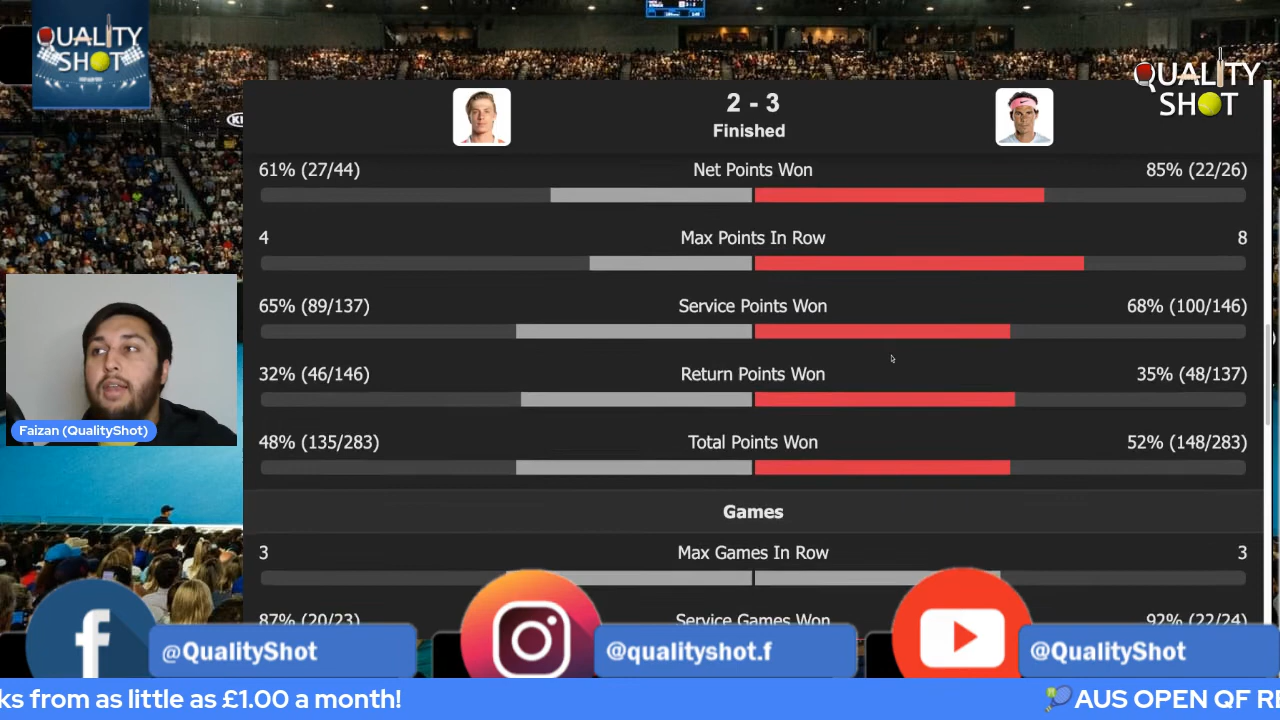 QUALITY
SHOT
QUALITY
SHOT
2 - 3
Finished
61% (27/44) Net Points Won 85% (22/26)
4 Max Points In Row 8
65% (89/137) Service Points Won 68% (100/146)
32% (46/146) Return Points Won 35% (48/137)
48% (135/283) Total Points Won 52% (148/283)
Games
3 Max Games In Row 3
87% (20/23) Service Games Won 92% (22/24)
Faizan (QualityShot)
@QualityShot @qualityshot.f @QualityShot
ks from as little as £1.00 a month! AUS OPEN QF RE